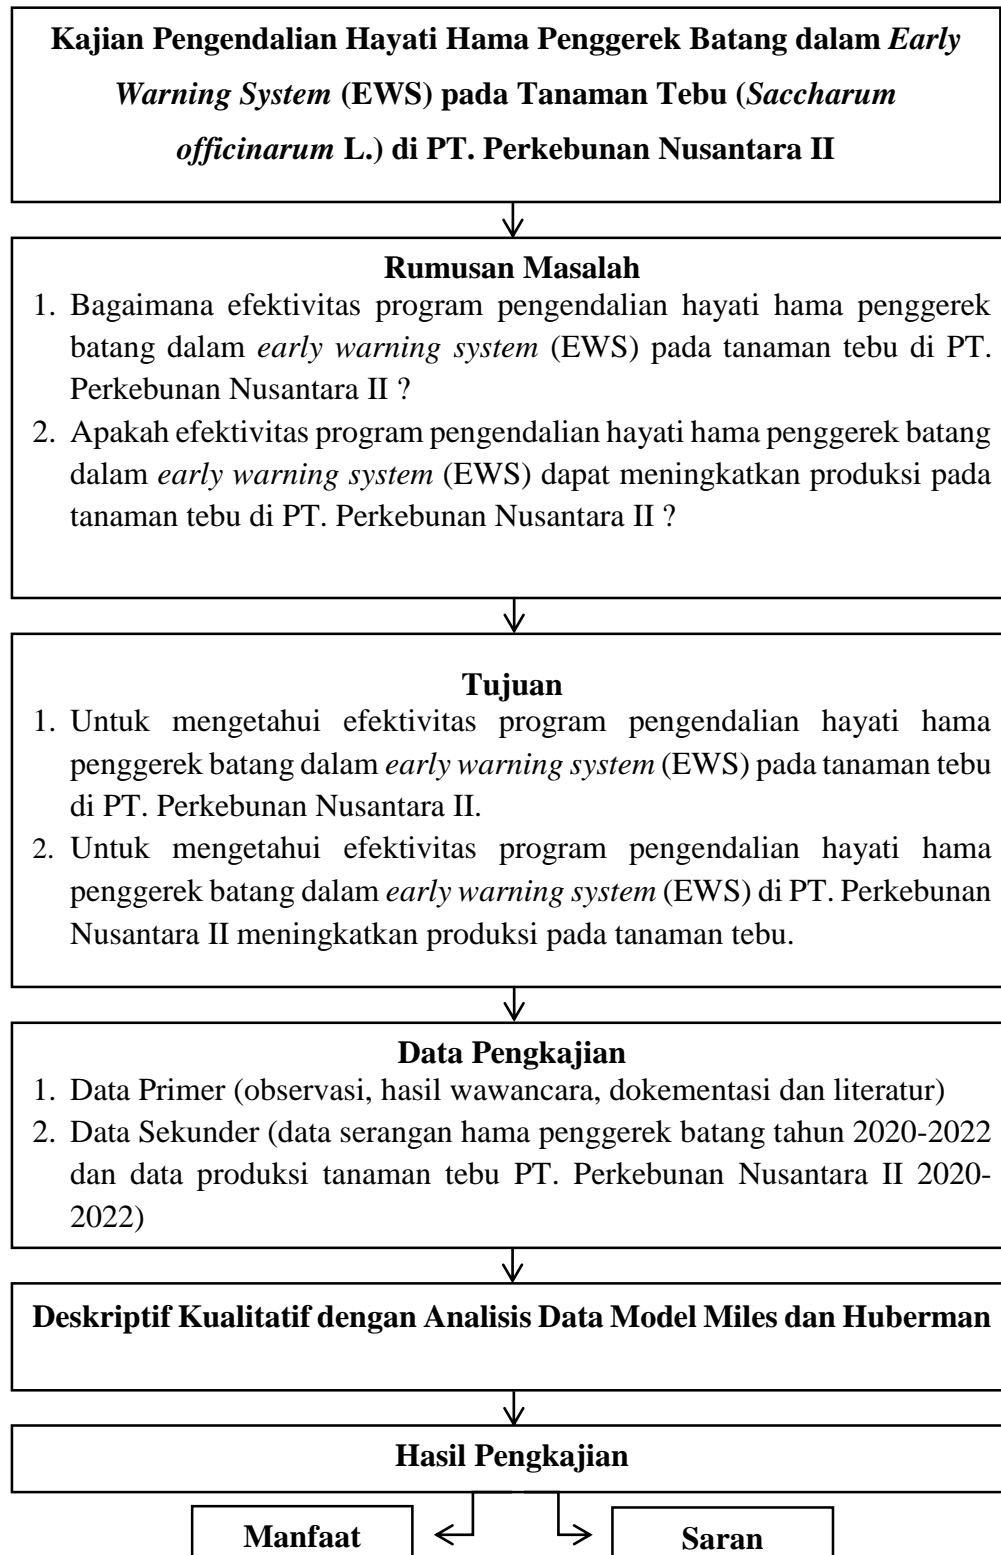 Kajian Pengendalian Hayati Hama Penggerek Batang dalam Early
Warning System (EWS) pada Tanaman Tebu (Saccharum
officinarum L.) di PT. Perkebunan Nusantara II
Rumusan Masalah
1. Bagaimana efektivitas program pengendalian hayati hama penggerek
batang dalam early warning system (EWS) pada tanaman tebu di PT.
Perkebunan Nusantara II ?
2. Apakah efektivitas program pengendalian hayati hama penggerek batang
dalam early warning system (EWS) dapat meningkatkan produksi pada
tanaman tebu di PT. Perkebunan Nusantara II ?
Tujuan
1. Untuk mengetahui efektivitas program pengendalian hayati hama
penggerek batang dalam early warning system (EWS) pada tanaman tebu
di PT. Perkebunan Nusantara II.
2. Untuk mengetahui efektivitas program pengendalian hayati hama
penggerek batang dalam early warning system (EWS) di PT. Perkebunan
Nusantara II meningkatkan produksi pada tanaman tebu.
Data Pengkajian
1. Data Primer (observasi, hasil wawancara, dokementasi dan literatur)
2. Data Sekunder (data serangan hama penggerek batang tahun 2020-2022
dan data produksi tanaman tebu PT. Perkebunan Nusantara II 2020-
2022)
Deskriptif Kualitatif dengan Analisis Data Model Miles dan Huberman
Hasil Pengkajian
Manfaat
Saran